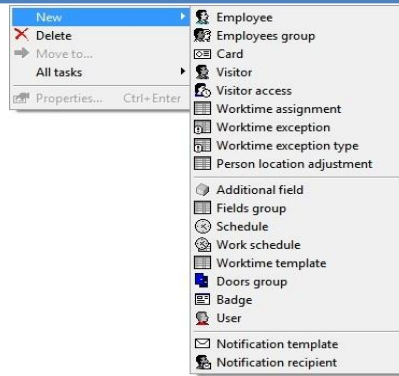 New
Delete
Move to...
All tasks
Properties... Ctrl+Enter
Employee
Employees group
Card
Visitor
Visitor access
Worktime assignment
Worktime exception
Worktime exception type
Person location adjustment
Additional field
Fields group
Schedule
Work schedule
Worktime template
Doors group
Badge
User
Notification template
Notification recipient